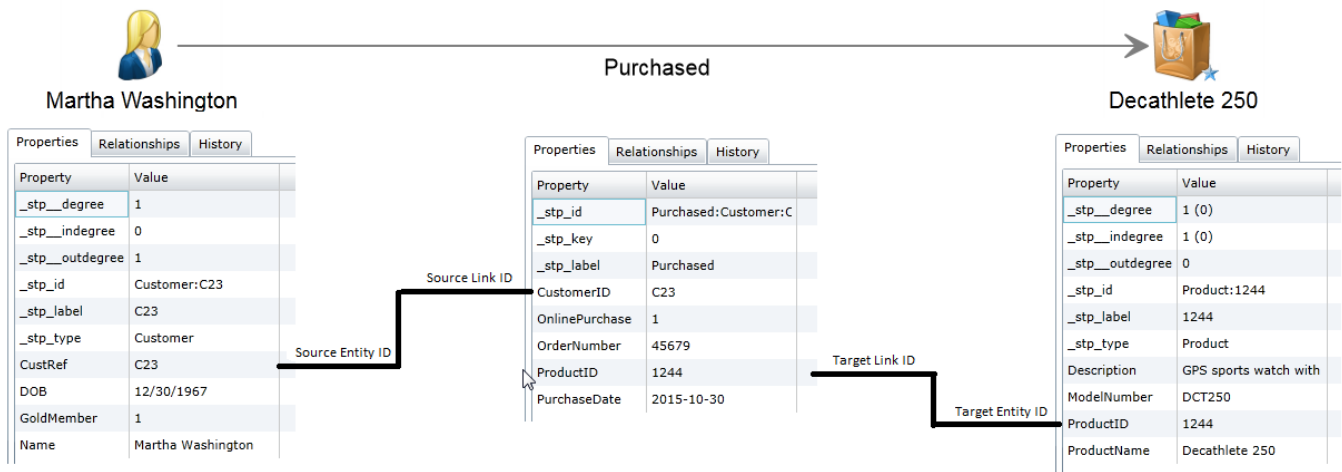 Purchased
Martha Washington
Decathlete 250
Properties Relationships History
Property Value
_stp__degree 1
_stp__indegree 0
_stp__outdegree 1
_stp_id Customer:C23
_stp_label C23
_stp_type Customer
CustRef C23
DOB 12/30/1967
GoldMember 1
Name Martha Washington
Source Entity ID
Source Link ID
Properties Relationships History
Property Value
_stp_id Purchased:Customer:C
_stp_key 0
_stp_label Purchased
CustomerID C23
OnlinePurchase 1
OrderNumber 45679
ProductID 1244
PurchaseDate 2015-10-30
Target Link ID
Target Entity ID
Properties Relationships History
Property Value
_stp__degree 1 (0)
_stp__indegree 1 (0)
_stp__outdegree 0
_stp_id Product:1244
_stp_label 1244
_stp_type Product
Description GPS sports watch with
ModelNumber DCT250
ProductID 1244
ProductName Decathlete 250